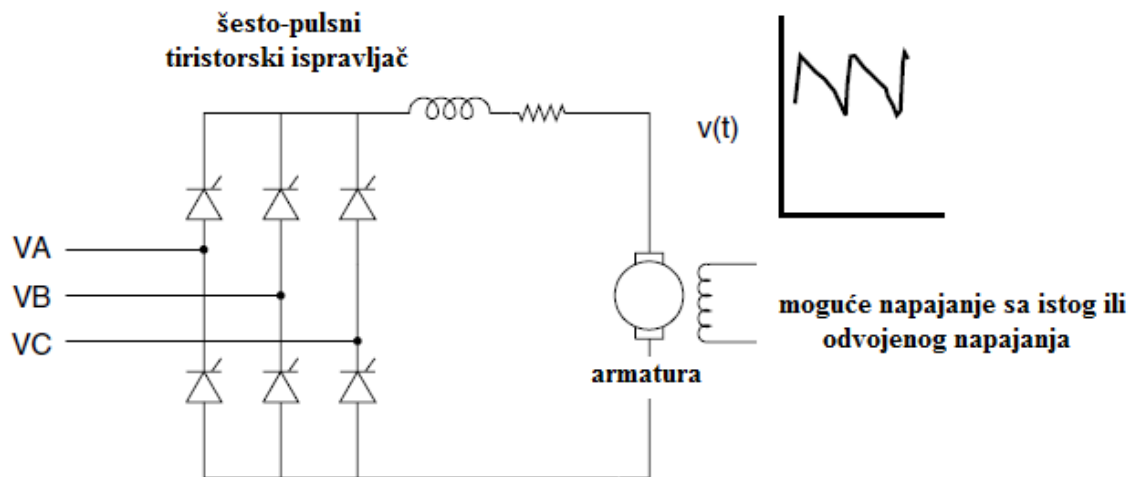 šesto-pulsni
tiristorski ispravljač
v(t)
VA
VB
VC
moguće napajanje sa istog ili
odvojenog napajanja
armatura